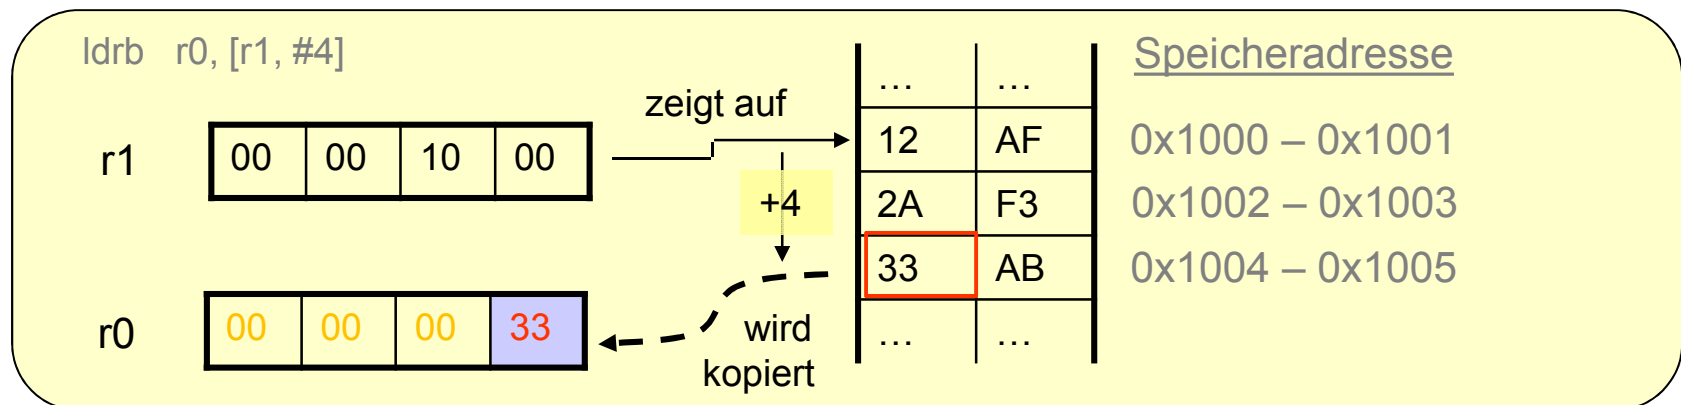 ldrb r0, [r1, #4]
Speicheradresse
zeigt auf
… …
r1 00 00 10 00
12 AF 0x1000 – 0x1001
+4
2A F3 0x1002 – 0x1003
33 AB 0x1004 – 0x1005
r0 00 00 00 33
wird
kopiert
… …